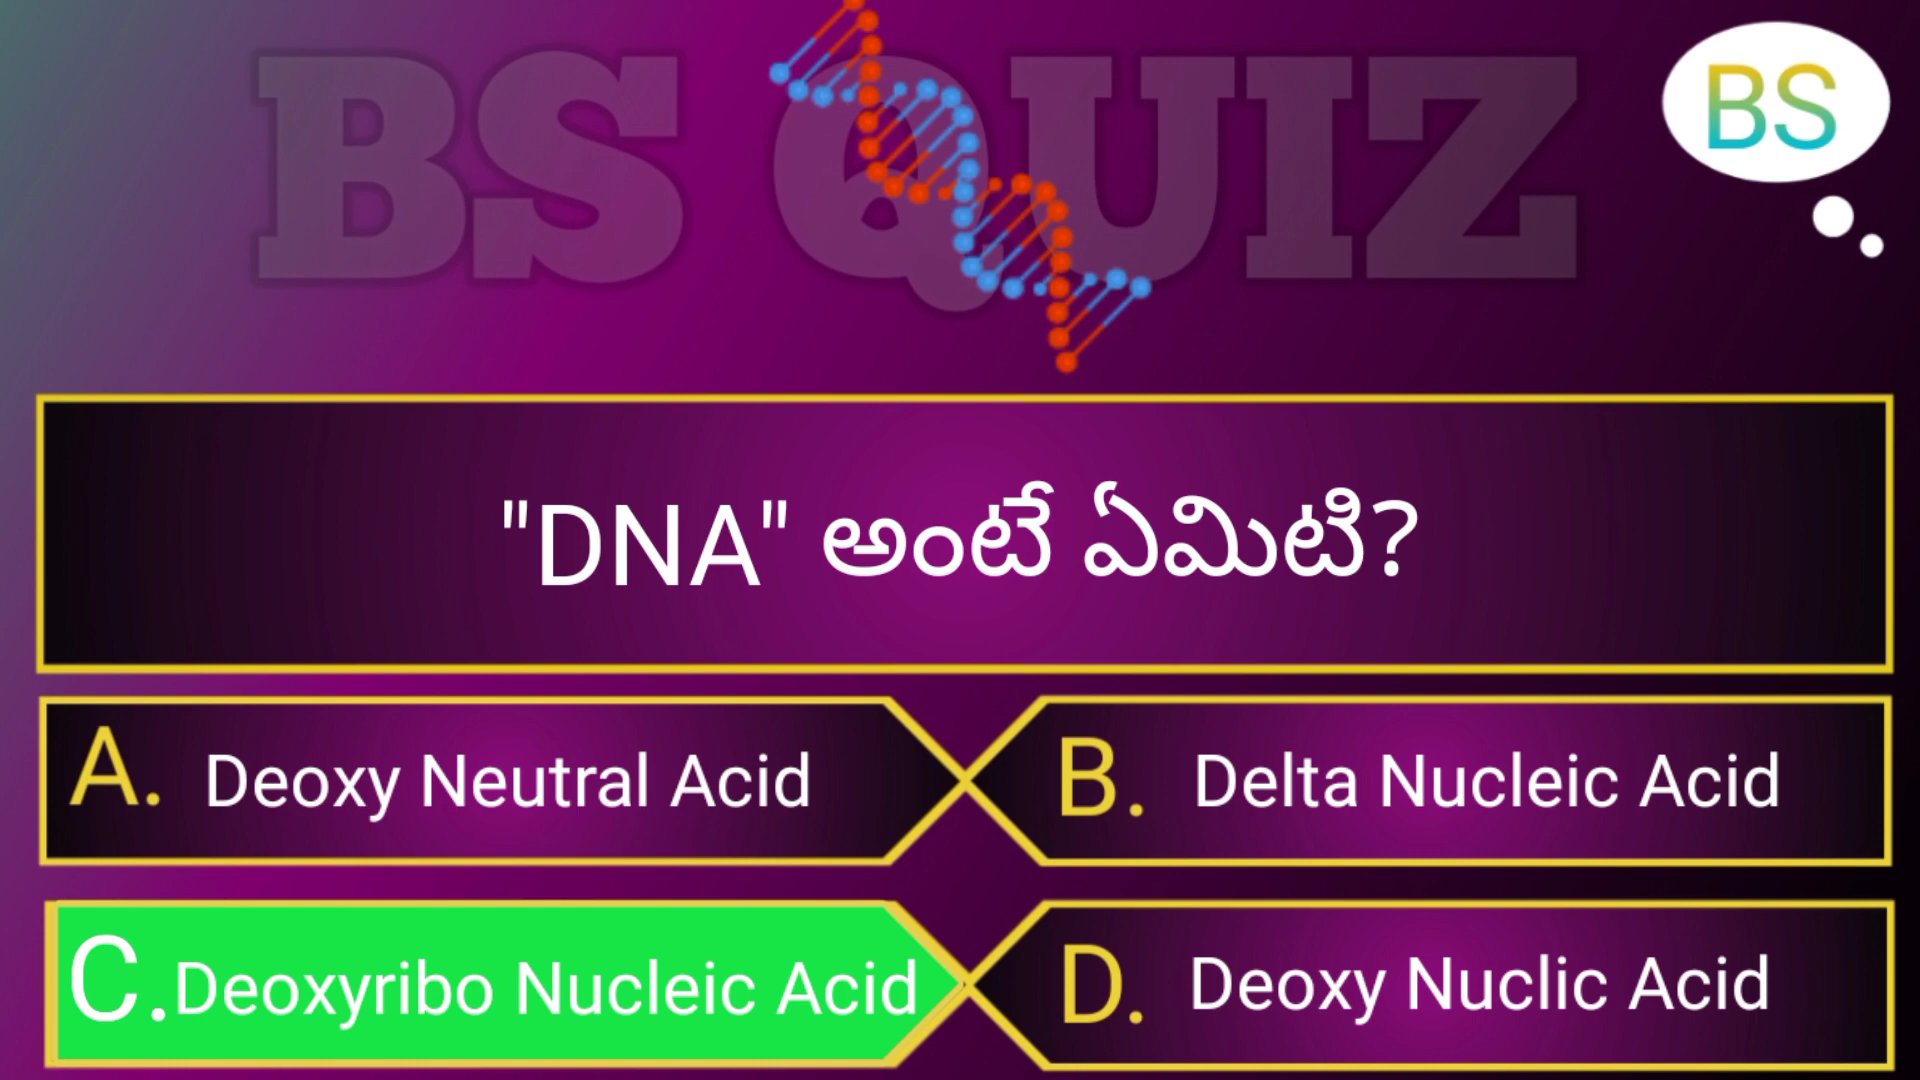 BS QUIZ
BS
"DNA" అంటే ఏమిటి?
A. Deoxy Neutral Acid
B. Delta Nucleic Acid
C. Deoxyribo Nucleic Acid
D. Deoxy Nuclic Acid